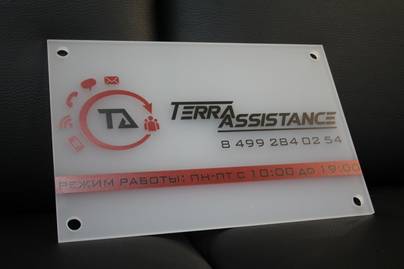 TA
TERRA
ASSISTANCE
8 499 284 02 54
РЕЖИМ РАБОТЫ: ПН-ПТ С 10:00 ДО 19:00